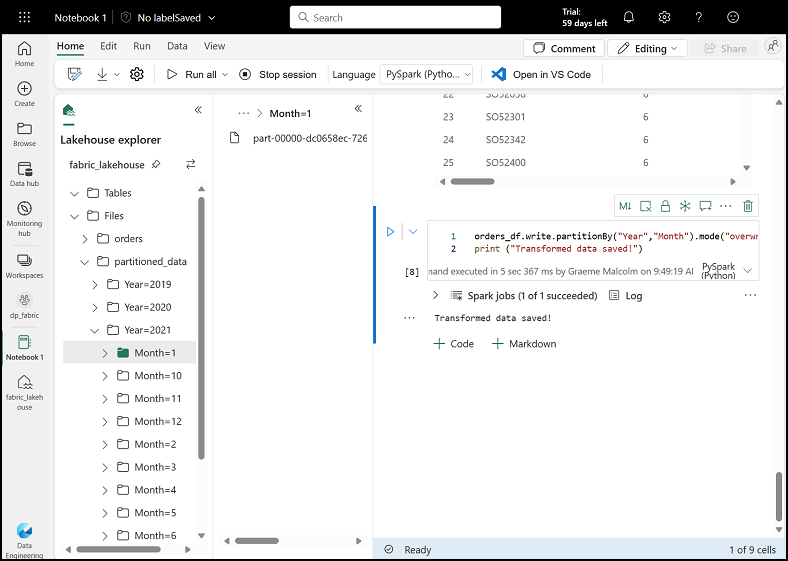 Notebook 1
No labelSaved
Search
Trial:
59 days left
Home Edit Run Data View
Comment
Editing
Share
Run all
Stop session
Language
PySpark (Pytho...
Open in VS Code
Home
Create
Browse
Data hub
Monitoring
hub
Workspaces
dp_fabric
Notebook 1
fabric_lakeh
ouse
Data
Engineering
Lakehouse explorer
fabric_lakehouse
Tables
Files
orders
partitioned_data
Year=2019
Year=2020
Year=2021
Month=1
Month=10
Month=11
Month=12
Month=2
Month=3
Month=4
Month=5
Month=6
... > Month=1
part-00000-dc0658ec-726
22 SO52050 6
23 SO52301 6
24 SO52342 6
25 SO52400 6
M↓
1 orders_df.write.partitionBy("Year","Month").mode("overw
2 print ("Transformed data saved!")
[8]
mand executed in 5 sec 367 ms by Graeme Malcolm on 9:49:19 AI
PySpark
(Python)
Spark jobs (1 of 1 succeeded)
Log
Transformed data saved!
+ Code
+ Markdown
Ready
1 of 9 cells